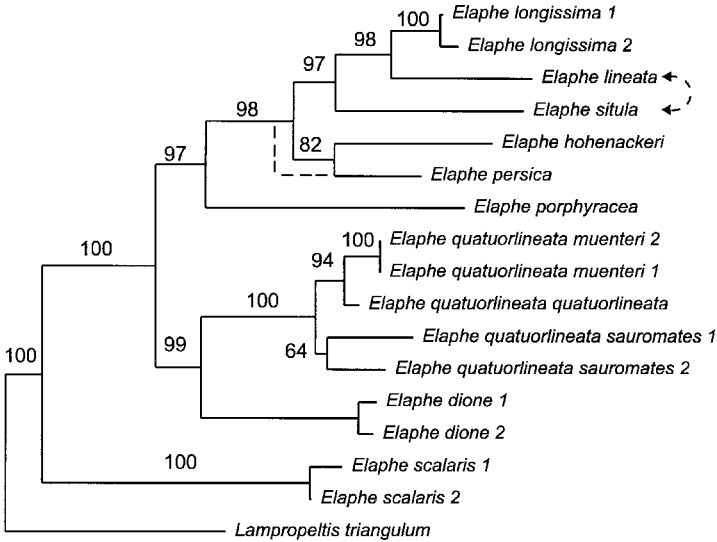 100 Elaphe longissima 1
98 Elaphe longissima 2
97 Elaphe lineata
98 Elaphe situla
82 Elaphe hohenackeri
97 Elaphe persica
Elaphe porphyracea
100 Elaphe quatuorlineata muenteri 2
100 94 Elaphe quatuorlineata muenteri 1
100 Elaphe quatuorlineata quatuorlineata
99 64 Elaphe quatuorlineata sauromates 1
100 Elaphe quatuorlineata sauromates 2
Elaphe dione 1
Elaphe dione 2
100 Elaphe scalaris 1
Elaphe scalaris 2
Lampropeltis triangulum